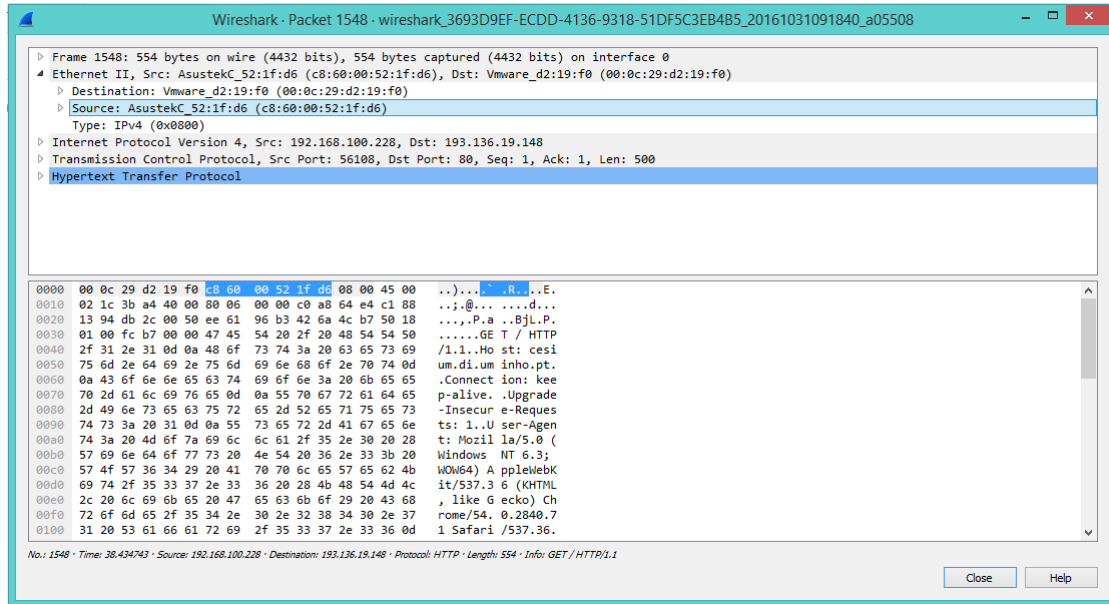 Wireshark · Packet 1548 · wireshark_3693D9EF-ECDD-4136-9318-51DF5C3EB4B5_20161031091840_a05508
Frame 1548: 554 bytes on wire (4432 bits), 554 bytes captured (4432 bits) on interface 0
Ethernet II, Src: AsustekC_52:1f:d6 (c8:60:00:52:1f:d6), Dst: Vmware_d2:19:f0 (00:0c:29:d2:19:f0)
Destination: Vmware_d2:19:f0 (00:0c:29:d2:19:f0)
Source: AsustekC_52:1f:d6 (c8:60:00:52:1f:d6)
Type: IPv4 (0x0800)
Internet Protocol Version 4, Src: 192.168.100.228, Dst: 193.136.19.148
Transmission Control Protocol, Src Port: 56108, Dst Port: 80, Seq: 1, Ack: 1, Len: 500
Hypertext Transfer Protocol
0000 00 0c 29 d2 19 f0 c8 60 00 52 1f d6 08 00 45 00 ..)....` .R....E.
0010 02 1c 3b a4 40 00 80 06 00 00 c0 a8 64 e4 c1 88 ..;.@... ....d...
0020 13 94 db 2c 00 50 ee 61 96 b3 42 6a 4c b7 50 18 ...,.P.a ..BjL.P.
0030 01 00 fc b7 00 00 47 45 54 20 2f 20 48 54 54 50 ......GE T / HTTP
0040 2f 31 2e 31 0d 0a 48 6f 73 74 3a 20 63 65 73 69 /1.1..Ho st: cesi
0050 75 6d 2e 64 69 2e 75 6d 69 6e 68 6f 2e 70 74 0d um.di.um inho.pt.
0060 0a 43 6f 6e 6e 65 63 74 69 6f 6e 3a 20 6b 65 65 .Connect ion: kee
0070 70 2d 61 6c 69 76 65 0d 0a 55 70 67 72 61 64 65 p-alive. .Upgrade
0080 2d 49 6e 73 65 63 75 72 65 2d 52 65 71 75 65 73 -Insecur e-Reques
0090 74 73 3a 20 31 0d 0a 55 73 65 72 2d 41 67 65 6e ts: 1..U ser-Agen
00a0 74 3a 20 4d 6f 7a 69 6c 6c 61 2f 35 2e 30 20 28 t: Mozil la/5.0 (
00b0 57 69 6e 64 6f 77 73 20 4e 54 20 36 2e 33 3b 20 Windows  NT 6.3;
00c0 57 4f 57 36 34 29 20 41 70 70 6c 65 57 65 62 4b WOW64) A ppleWebK
00d0 69 74 2f 35 33 37 2e 33 36 20 28 4b 48 54 4d 4c it/537.3 6 (KHTML
00e0 2c 20 6c 69 6b 65 20 47 65 63 6b 6f 29 20 43 68 , like G ecko) Ch
00f0 72 6f 6d 65 2f 35 34 2e 30 2e 32 38 34 30 2e 37 rome/54. 0.2840.7
0100 31 20 53 61 66 61 72 69 2f 35 33 37 2e 33 36 0d 1 Safari /537.36.
No.: 1548 · Time: 38.434743 · Source: 192.168.100.228 · Destination: 193.136.19.148 · Protocol: HTTP · Length: 554 · Info: GET / HTTP/1.1
Close Help